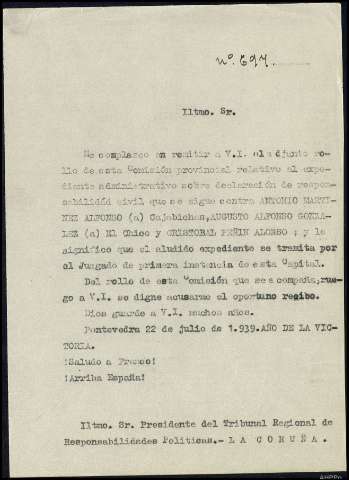 nº. 697.
Iltmo. Sr.
Me complazco en remitir a V.I. el adjunto ro-
llo de esta Comisión provincial relativo al expe-
diente administrativo sobre declaración de respon-
sabilidad civil que se sigue contra ANTONIO MARTI-
NEZ ALFONSO (a) Cajabichas, AUGUSTO ALFONSO GONZA-
LEZ (a) El Chico y CRISTOBAL PEÑIN ALONSO ; y le
significo que el aludido expediente se tramita por
el Juzgado de primera instancia de esta Capital.
Del rollo de esta Comisión que se acompaña, rue-
go a V.I. se digne acusarme el oportuno recibo.
Dios guarde a V.I. muchos años.
Pontevedra 22 de julio de 1.939. AÑO DE LA VIC-
TORIA.
¡Saludo a Franco!
¡Arriba España!
Iltmo. Sr. Presidente del Tribunal Regional de
Responsabilidades Politicas.- LA CORUÑA .